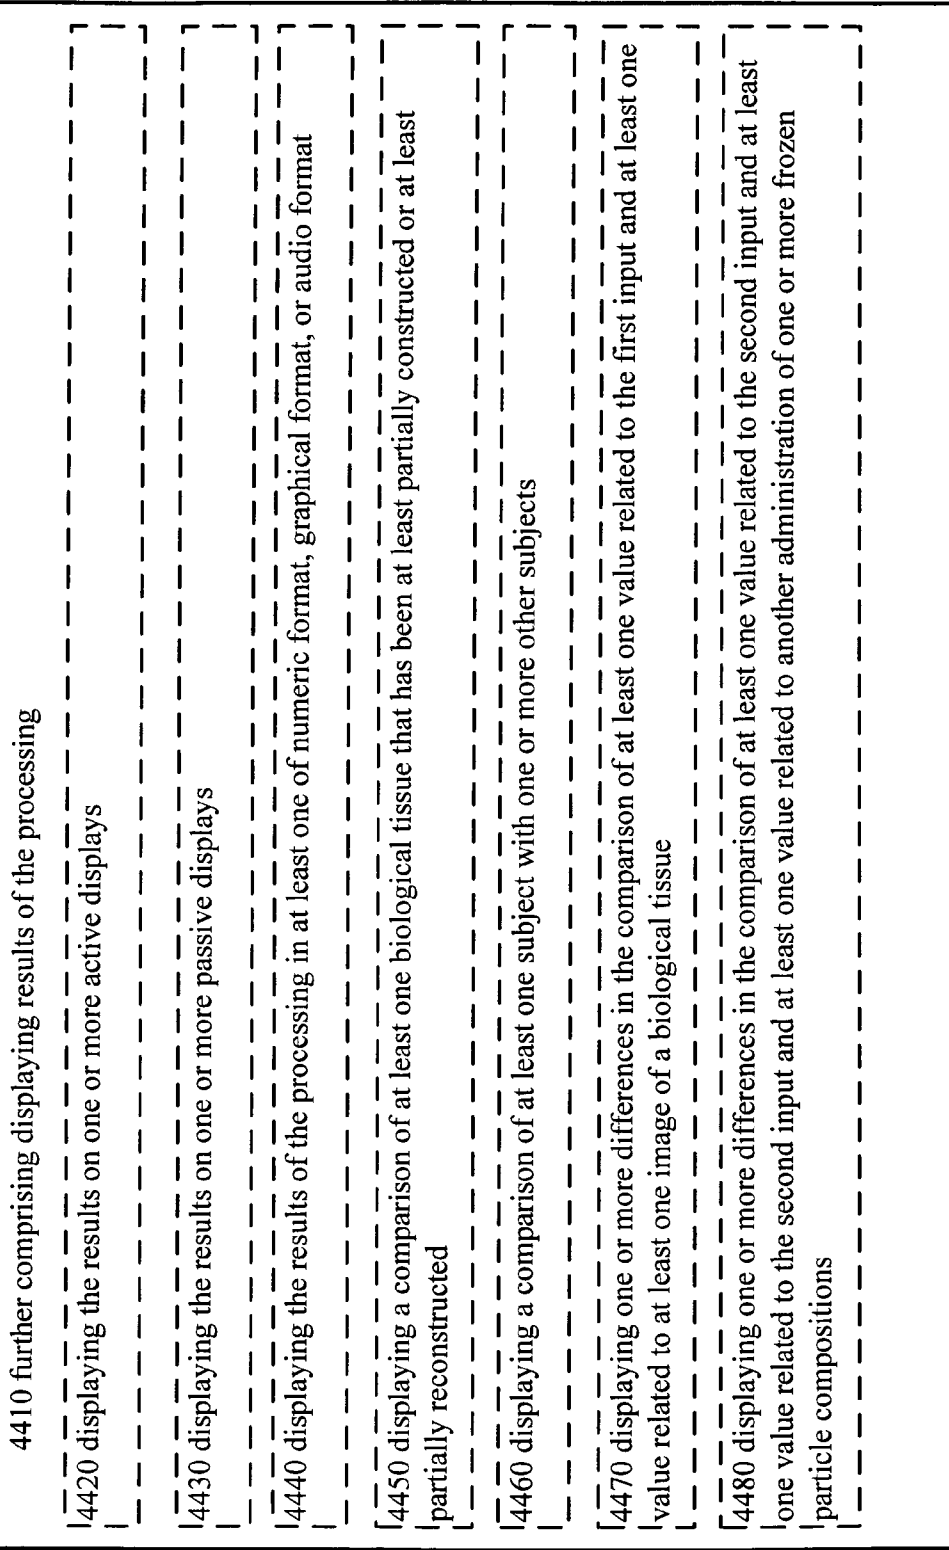 4410 further comprising displaying results of the processing
4420 displaying the results on one or more active displays
4430 displaying the results on one or more passive displays
4440 displaying the results of the processing in at least one of numeric format, graphical format, or audio format
4450 displaying a comparison of at least one biological tissue that has been at least partially constructed or at least
partially reconstructed
4460 displaying a comparison of at least one subject with one or more other subjects
4470 displaying one or more differences in the comparison of at least one value related to the first input and at least one
value related to at least one image of a biological tissue
4480 displaying one or more differences in the comparison of at least one value related to the second input and at least
one value related to the second input and at least one value related to another administration of one or more frozen
particle compositions